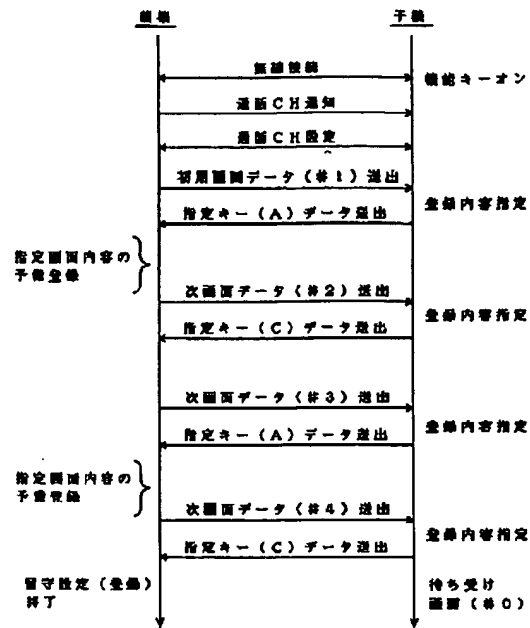 親機
子機
無線接続
機能キーオン
通話CH通知
通話CH設定
初期画面データ(#1)送出
登録内容指定
指定キー(A)データ送出
指定画面内容の
予備登録
次画面データ(#2)送出
登録内容指定
指定キー(C)データ送出
次画面データ(#3)送出
登録内容指定
指定キー(A)データ送出
指定画面内容の
予備登録
次画面データ(#4)送出
登録内容指定
指定キー(C)データ送出
留守設定(登録)
終了
待ち受け
画面(#0)